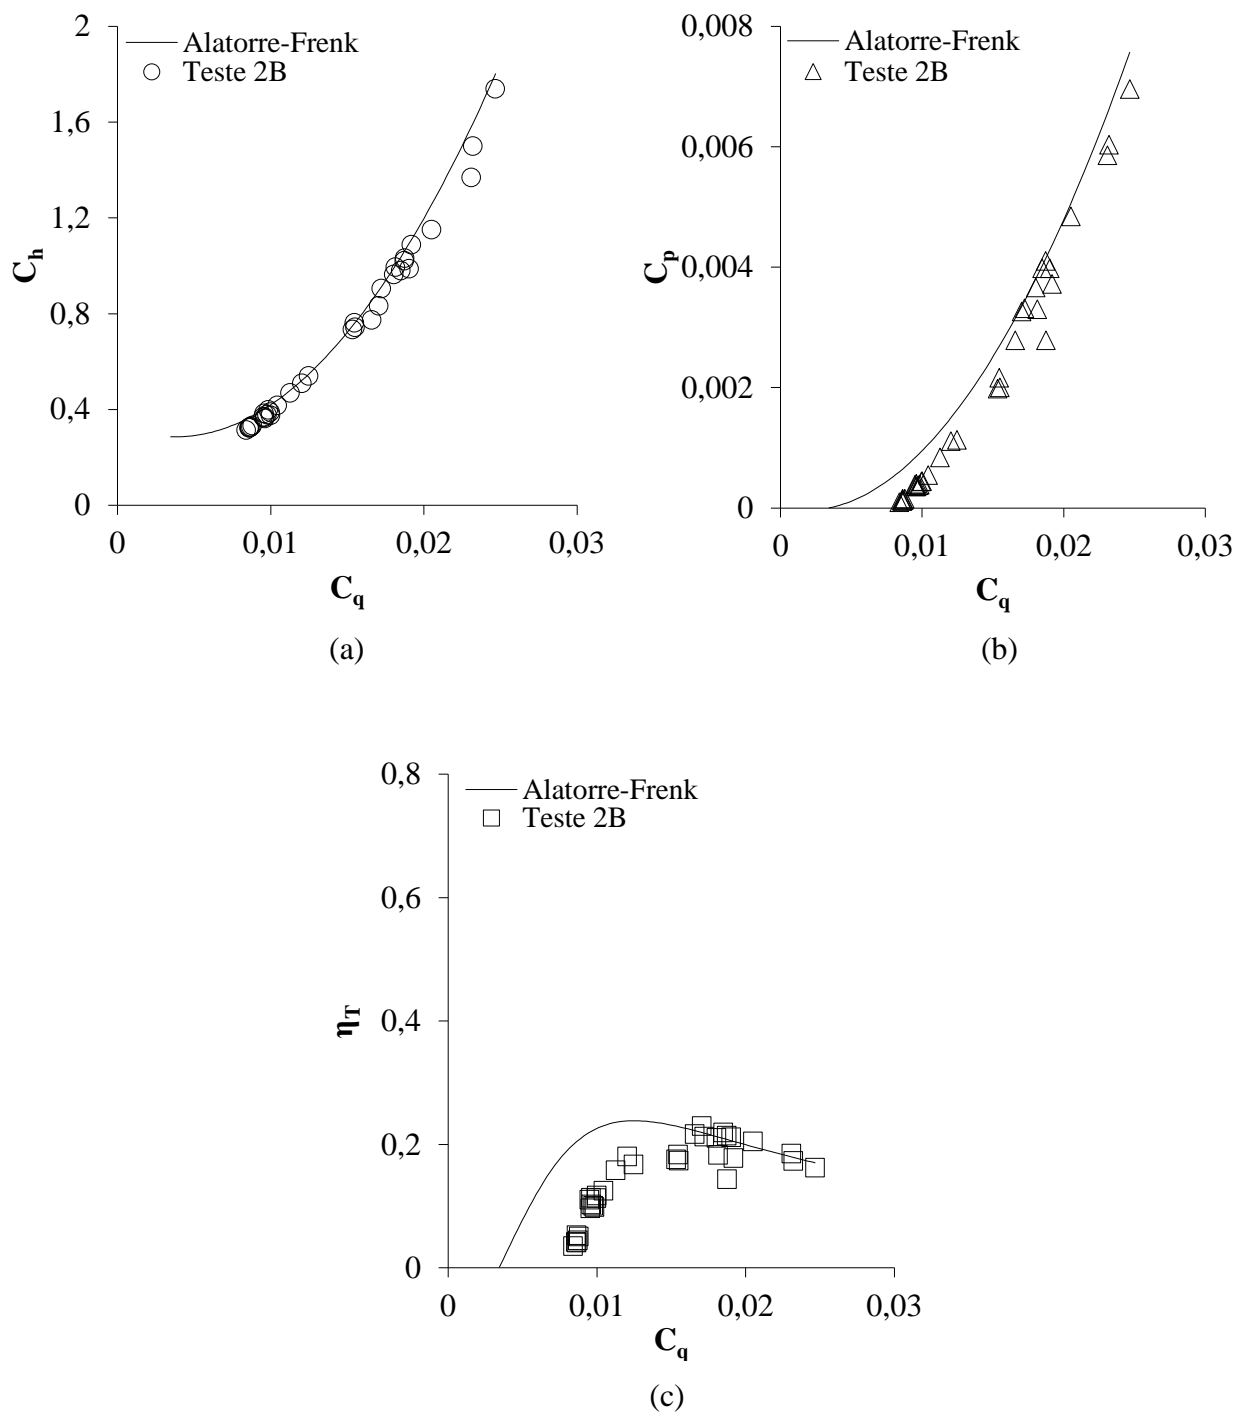 Alatorre-Frenk
Teste 2B
2
1,6
1,2
0,8
0,4
0
C_h
0
0,01
0,02
0,03
C_q
(a)
Alatorre-Frenk
Teste 2B
0,008
0,006
0,004
0,002
0
C_p
0
0,01
0,02
0,03
C_q
(b)
Alatorre-Frenk
Teste 2B
0,8
0,6
0,4
0,2
0
η_T
0
0,01
0,02
0,03
C_q
(c)